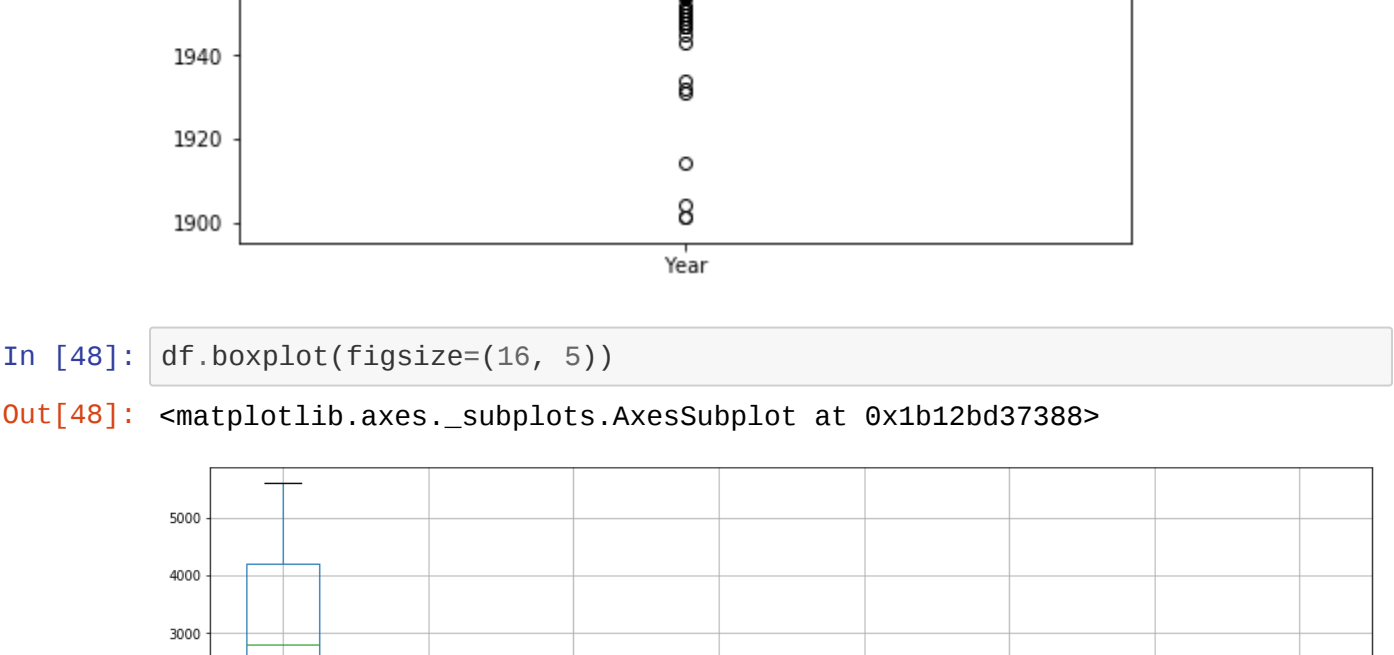 1940
1920
1900
Year
In [48]: df.boxplot(figsize=(16, 5))
Out[48]: <matplotlib.axes._subplots.AxesSubplot at 0x1b12bd37388>
5000
4000
3000